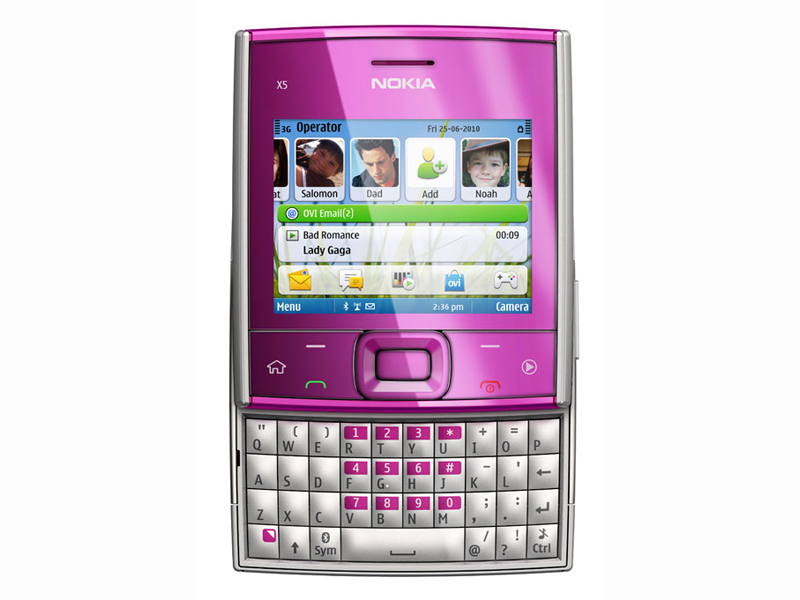 X5
NOKIA
3G Operator Fri 25-06-2010
at Salomon Dad Add Noah A
@ OVI Email(2)
Bad Romance 00:09
Lady Gaga
ovi
Menu 2:36 pm Camera
" ( ) 1 2 3 * + =
Q W E R T Y U I O P
4 5 6 # - '
A S D F G H J K L
7 8 9 0 , ; . :
Z X C V B N M
Sym @ / ? ! Ctrl